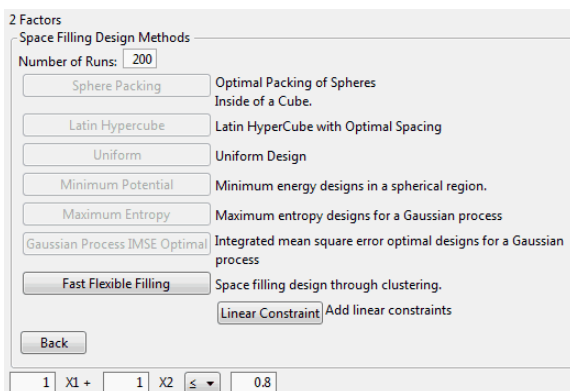 2 Factors
Space Filling Design Methods
Number of Runs: 200
Sphere Packing Optimal Packing of Spheres
Inside of a Cube.
Latin Hypercube Latin HyperCube with Optimal Spacing
Uniform Uniform Design
Minimum Potential Minimum energy designs in a spherical region.
Maximum Entropy Maximum entropy designs for a Gaussian process
Gaussian Process IMSE Optimal Integrated mean square error optimal designs for a Gaussian
process
Fast Flexible Filling Space filling design through clustering.
Linear Constraint Add linear constraints
Back
1 X1 + 1 X2 ≤ 0.8